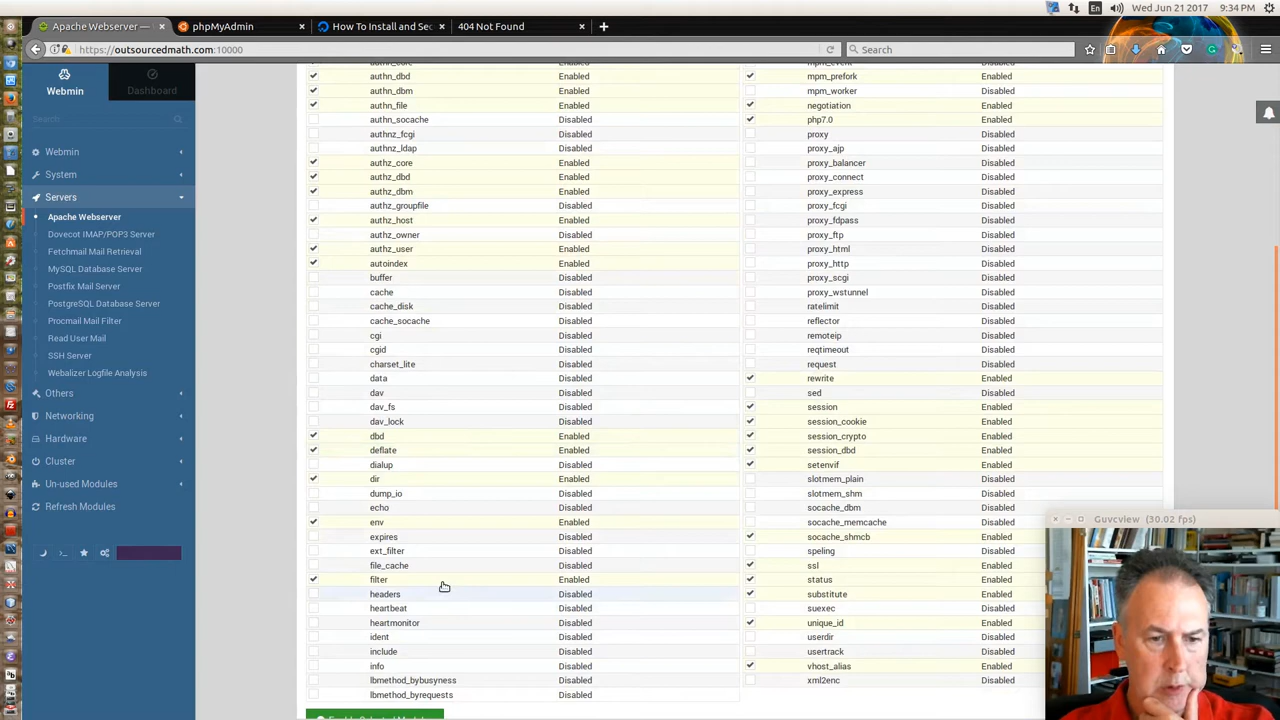 Apache Webserver — phpMyAdmin How To Install and Sec 404 Not Found
En Wed Jun 21 2017 9:34 PM
https://outsourcedmath.com:10000 Search
Webmin Dashboard
Search
Webmin
System
Servers
Apache Webserver
Dovecot IMAP/POP3 Server
Fetchmail Mail Retrieval
MySQL Database Server
Postfix Mail Server
PostgreSQL Database Server
Procmail Mail Filter
Read User Mail
SSH Server
Webalizer Logfile Analysis
Others
Networking
Hardware
Cluster
Un-used Modules
Refresh Modules
authn_dbd Enabled
authn_dbm Enabled
authn_file Enabled
authn_socache Disabled
authnz_fcgi Disabled
authnz_ldap Disabled
authz_core Enabled
authz_dbd Enabled
authz_dbm Enabled
authz_groupfile Disabled
authz_host Enabled
authz_owner Disabled
authz_user Enabled
autoindex Enabled
buffer Disabled
cache Disabled
cache_disk Disabled
cache_socache Disabled
cgi Disabled
cgid Disabled
charset_lite Disabled
data Disabled
dav Disabled
dav_fs Disabled
dav_lock Disabled
dbd Enabled
deflate Enabled
dialup Disabled
dir Enabled
dump_io Disabled
echo Disabled
env Enabled
expires Disabled
ext_filter Disabled
file_cache Disabled
filter Enabled
headers Disabled
heartbeat Disabled
heartmonitor Disabled
ident Disabled
include Disabled
info Disabled
lbmethod_bybusyness Disabled
lbmethod_byrequests Disabled
mpm_prefork Enabled
mpm_worker Disabled
negotiation Enabled
php7.0 Enabled
proxy Disabled
proxy_ajp Disabled
proxy_balancer Disabled
proxy_connect Disabled
proxy_express Disabled
proxy_fcgi Disabled
proxy_fdpass Disabled
proxy_ftp Disabled
proxy_html Disabled
proxy_http Disabled
proxy_scgi Disabled
proxy_wstunnel Disabled
ratelimit Disabled
reflector Disabled
remoteip Disabled
reqtimeout Disabled
request Disabled
rewrite Enabled
sed Disabled
session Enabled
session_cookie Enabled
session_crypto Enabled
session_dbd Enabled
setenvif Enabled
slotmem_plain Disabled
slotmem_shm Disabled
socache_dbm Disabled
socache_memcache Disabled
socache_shmcb Enabled
speling Disabled
ssl Enabled
status Enabled
substitute Enabled
suexec Disabled
unique_id Enabled
userdir Disabled
usertrack Disabled
vhost_alias Enabled
xml2enc Disabled
Guvcview (30.02 fps)